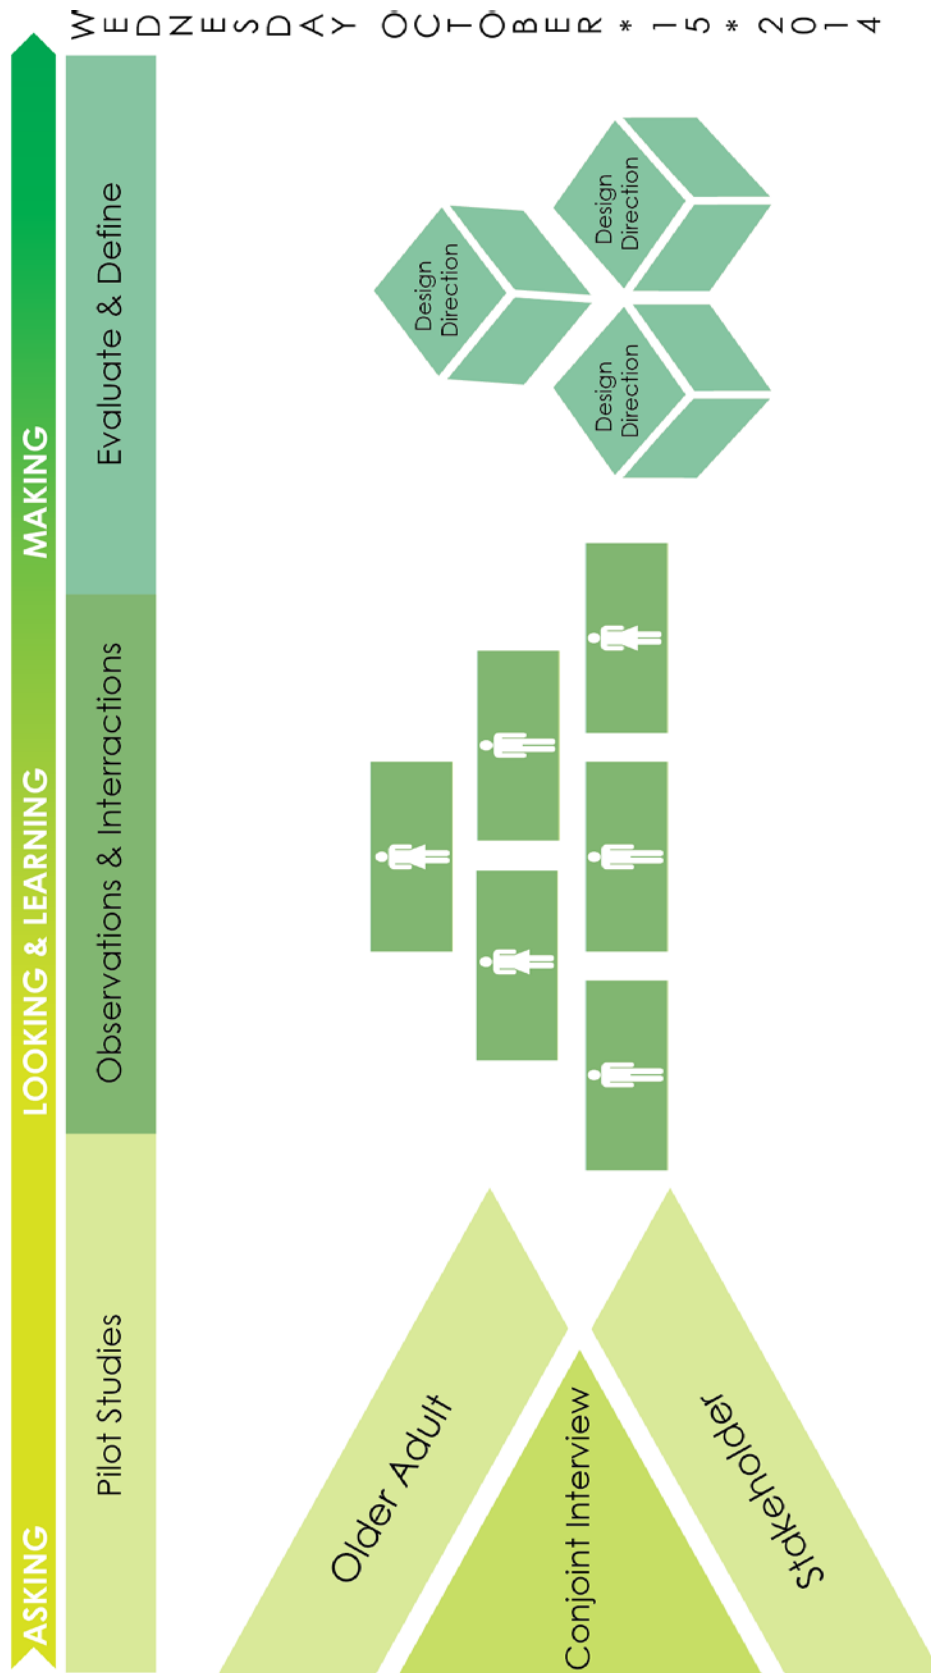 ASKING
LOOKING & LEARNING
MAKING
Pilot Studies
Observations & Interractions
Evaluate & Define
Older Adult
Conjoint Interview
Stakeholder
Design
Direction
Design
Direction
Design
Direction
WEDNESDAY OCTOBER * 15 * 2014